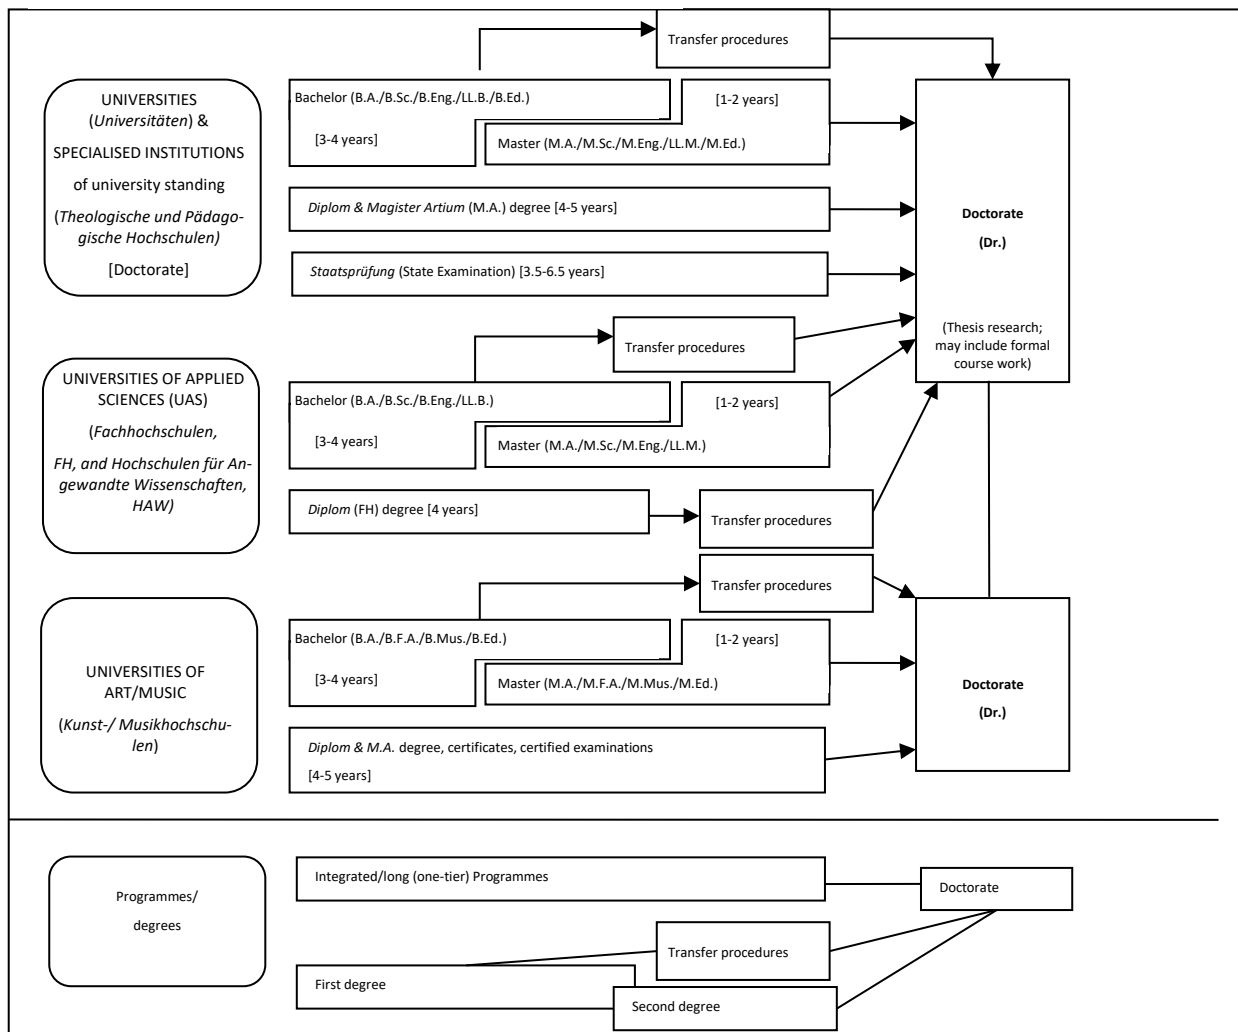 Transfer procedures
UNIVERSITIES
(Universitäten) &
SPECIALISED INSTITUTIONS
of university standing
(Theologische und Pädago-
gische Hochschulen)
[Doctorate]
Bachelor (B.A./B.Sc./B.Eng./LL.B./B.Ed.)
[3-4 years]
[1-2 years]
Master (M.A./M.Sc./M.Eng./LL.M./M.Ed.)
Diplom & Magister Artium (M.A.) degree [4-5 years]
Staatsprüfung (State Examination) [3.5-6.5 years]
Doctorate
(Dr.)
(Thesis research;
may include formal
course work)
UNIVERSITIES OF APPLIED
SCIENCES (UAS)
(Fachhochschulen,
FH, and Hochschulen für An-
gewandte Wissenschaften,
HAW)
Transfer procedures
Bachelor (B.A./B.Sc./B.Eng./LL.B.)
[3-4 years]
[1-2 years]
Master (M.A./M.Sc./M.Eng./LL.M.)
Diplom (FH) degree [4 years]
Transfer procedures
UNIVERSITIES OF
ART/MUSIC
(Kunst-/ Musikhochschu-
len)
Transfer procedures
Bachelor (B.A./B.F.A./B.Mus./B.Ed.)
[3-4 years]
[1-2 years]
Master (M.A./M.F.A./M.Mus./M.Ed.)
Diplom & M.A. degree, certificates, certified examinations
[4-5 years]
Doctorate
(Dr.)
Programmes/
degrees
Integrated/long (one-tier) Programmes
Doctorate
Transfer procedures
First degree
Second degree